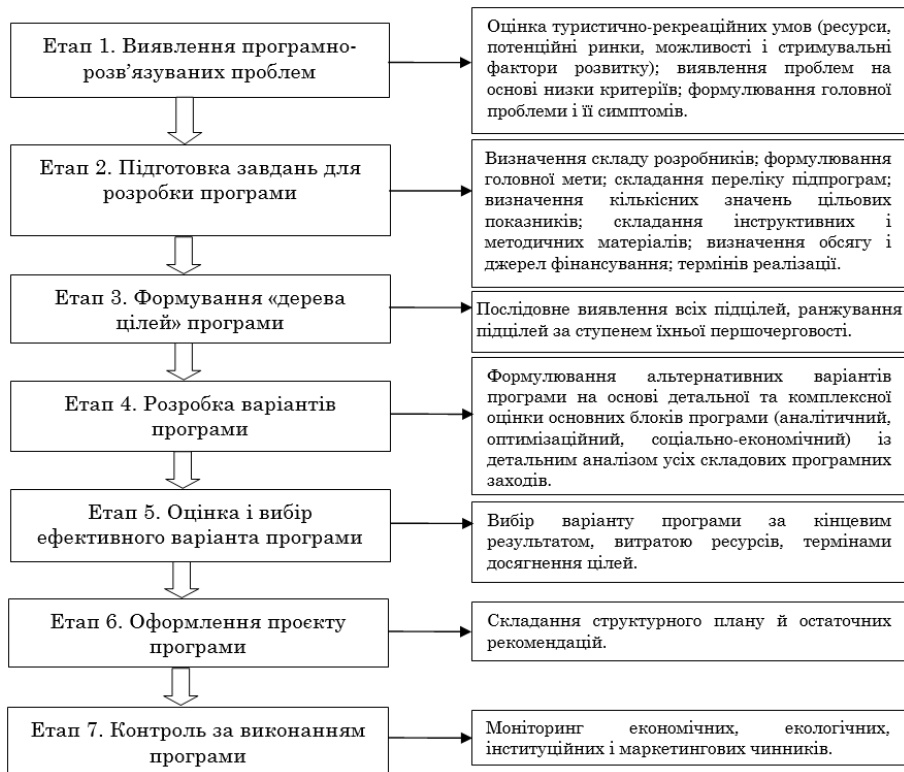 Етап 1. Виявлення програмно-
розв’язуваних проблем
Оцінка туристично-рекреаційних умов (ресурси,
потенційні ринки, можливості і стримувальні
фактори розвитку); виявлення проблем на
основі низки критеріїв; формулювання головної
проблеми і її симптомів.
Етап 2. Підготовка завдань для
розробки програми
Визначення складу розробників; формулювання
головної мети; складання переліку підпрограм;
визначення кількісних значень цільових
показників; складання інструктивних і
методичних матеріалів; визначення обсягу і
джерел фінансування; термінів реалізації.
Етап 3. Формування «дерева
цілей» програми
Послідовне виявлення всіх підцілей, ранжування
підцілей за ступенем їхньої першочерговості.
Етап 4. Розробка варіантів
програми
Формулювання альтернативних варіантів
програми на основі детальної та комплексної
оцінки основних блоків програми (аналітичний,
оптимізаційний, соціально-економічний) із
детальним аналізом усіх складових програмних
заходів.
Етап 5. Оцінка і вибір
ефективного варіанта програми
Вибір варіанту програми за кінцевим
результатом, витратою ресурсів, термінами
досягнення цілей.
Етап 6. Оформлення проєкту
програми
Складання структурного плану й остаточних
рекомендацій.
Етап 7. Контроль за виконанням
програми
Моніторинг економічних, екологічних,
інституційних і маркетингових чинників.